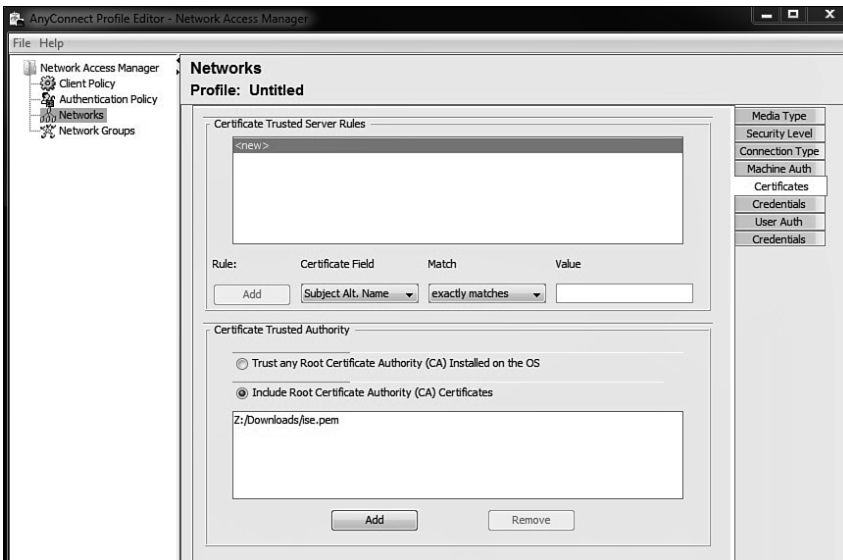 AnyConnect Profile Editor - Network Access Manager
File Help
Network Access Manager
Client Policy
Authentication Policy
Networks
Network Groups
Networks
Profile: Untitled
Certificate Trusted Server Rules
<new>
Rule: Certificate Field Match Value
Add Subject Alt. Name exactly matches
Certificate Trusted Authority
Trust any Root Certificate Authority (CA) Installed on the OS
Include Root Certificate Authority (CA) Certificates
Z:/Downloads/ise.pem
Add Remove
Media Type
Security Level
Connection Type
Machine Auth
Certificates
Credentials
User Auth
Credentials